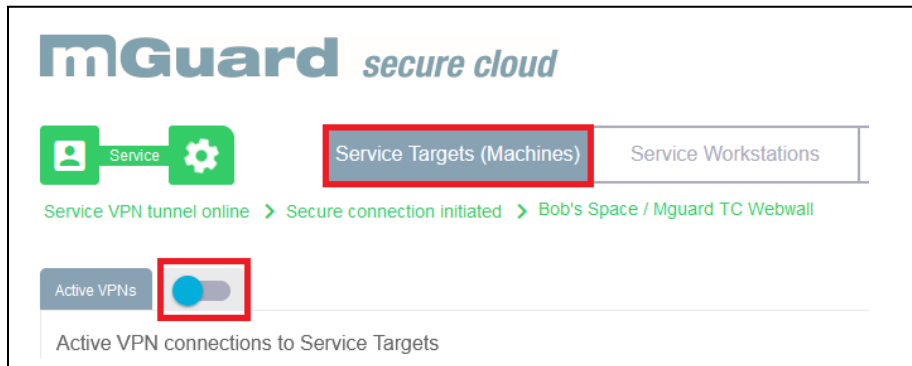 mGuard secure cloud
Service
Service Targets (Machines)
Service Workstations
Service VPN tunnel online > Secure connection initiated > Bob's Space / Mguard TC Webwall
Active VPNs
Active VPN connections to Service Targets